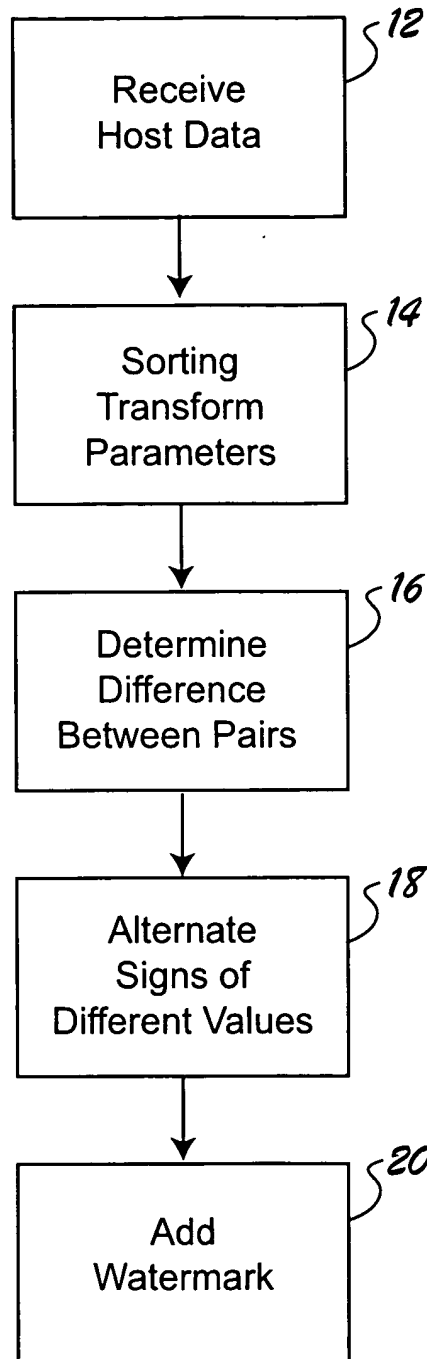 12
Receive
Host Data
14
Sorting
Transform
Parameters
16
Determine
Difference
Between Pairs
18
Alternate
Signs of
Different Values
20
Add
Watermark